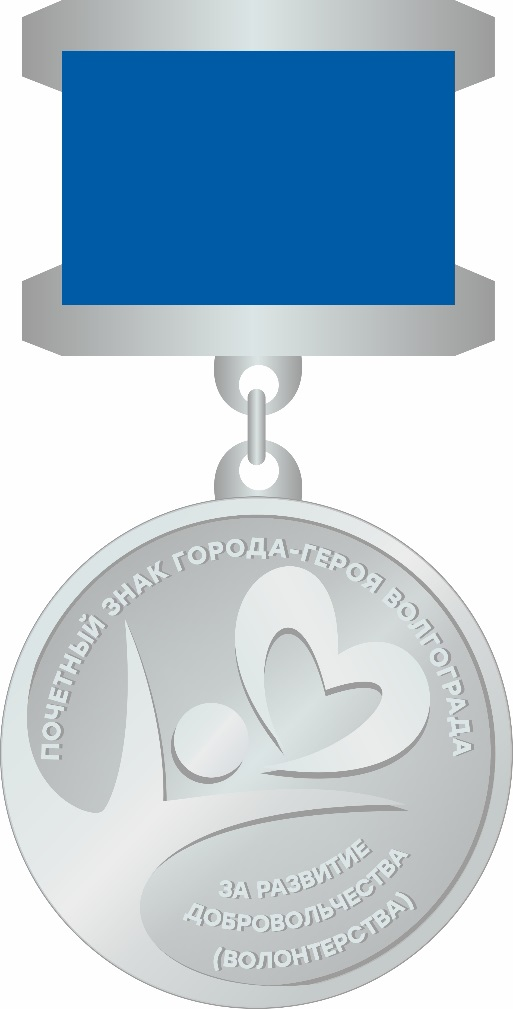 ПОЧЕТНЫЙ ЗНАК ГОРОДА-ГЕРОЯ ВОЛГОГРАДА
ЗА РАЗВИТИЕ
ДОБРОВОЛЬЧЕСТВА
(ВОЛОНТЕРСТВА)